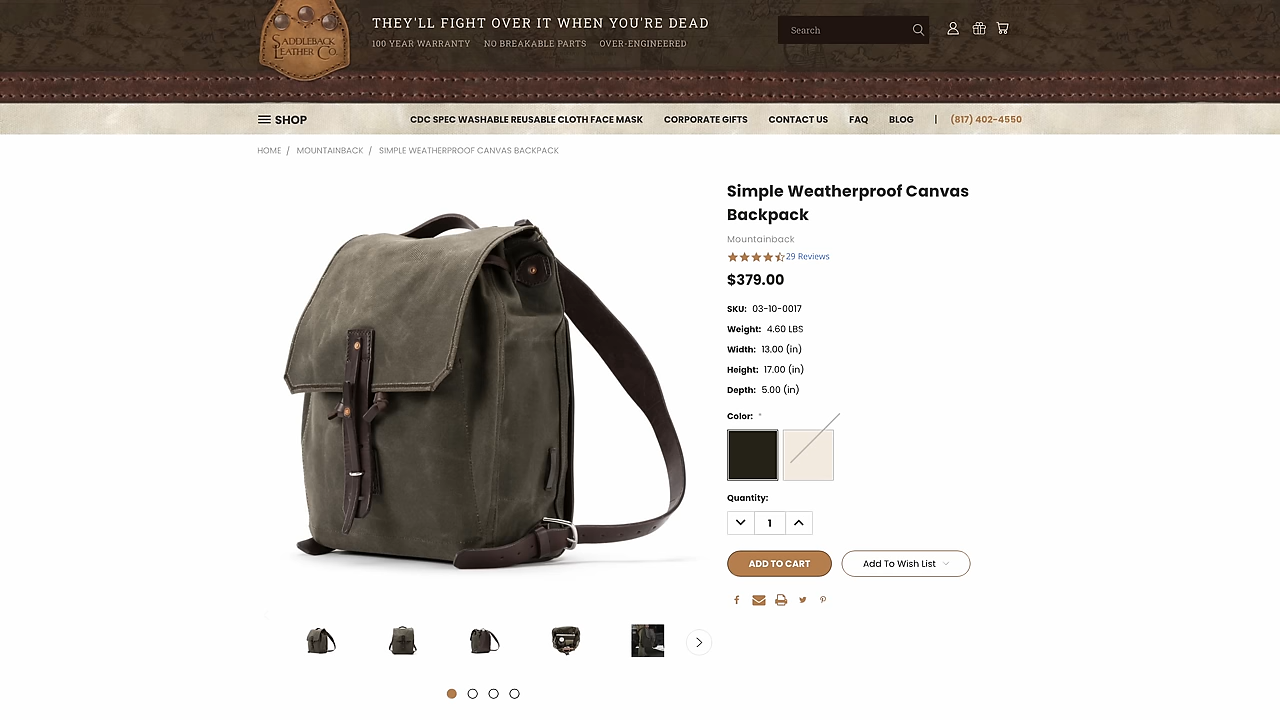 SADDLEBACK
LEATHER CO.
THEY'LL FIGHT OVER IT WHEN YOU'RE DEAD
100 YEAR WARRANTY NO BREAKABLE PARTS OVER-ENGINEERED
Search
SHOP
CDC SPEC WASHABLE REUSABLE CLOTH FACE MASK CORPORATE GIFTS CONTACT US FAQ BLOG | (817) 402-4550
HOME / MOUNTAINBACK / SIMPLE WEATHERPROOF CANVAS BACKPACK
Simple Weatherproof Canvas
Backpack
Mountainback
29 Reviews
$379.00
SKU: 03-10-0017
Weight: 4.60 LBS
Width: 13.00 (in)
Height: 17.00 (in)
Depth: 5.00 (in)
Color: *
Quantity:
1
ADD TO CART Add To Wish List